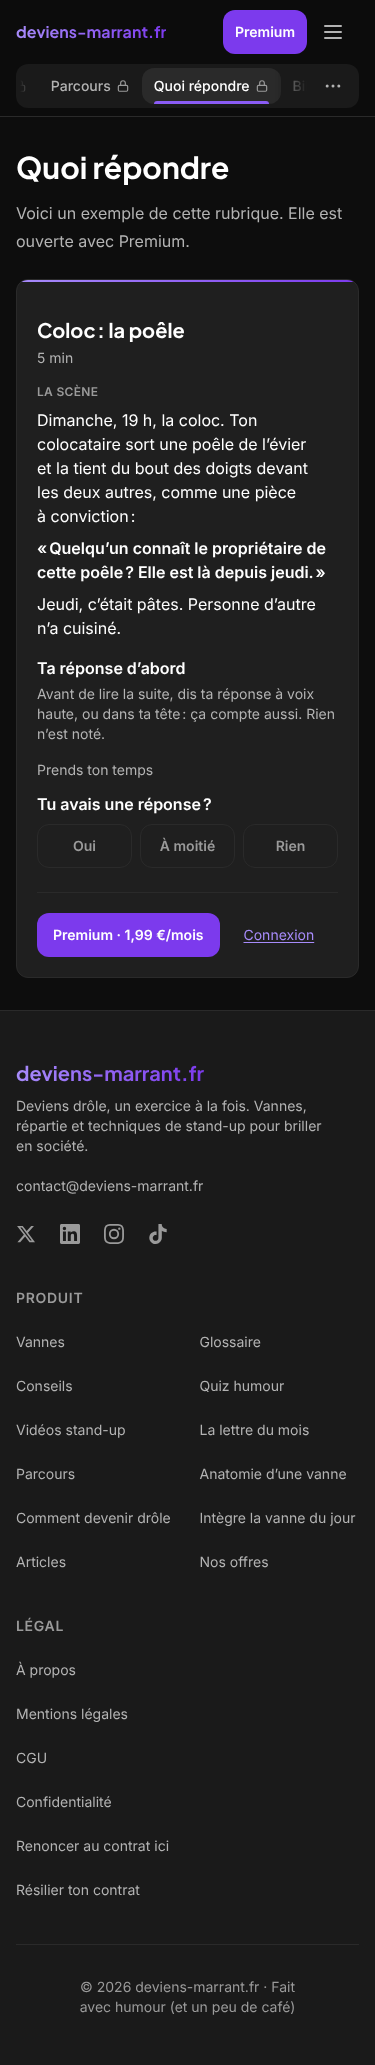 deviens-marrant.fr
Premium
Parcours
Quoi répondre
Quoi répondre
Voici un exemple de cette rubrique. Elle est
ouverte avec Premium.
Coloc : la poêle
5 min
LA SCÈNE
Dimanche, 19 h, la coloc. Ton
colocataire sort une poêle de l’évier
et la tient du bout des doigts devant
les deux autres, comme une pièce
à conviction :
« Quelqu’un connaît le propriétaire de
cette poêle ? Elle est là depuis jeudi. »
Jeudi, c’était pâtes. Personne d’autre
n’a cuisiné.
Ta réponse d’abord
Avant de lire la suite, dis ta réponse à voix
haute, ou dans ta tête : ça compte aussi. Rien
n’est noté.
Prends ton temps
Tu avais une réponse ?
Oui
À moitié
Rien
Premium · 1,99 €/mois
Connexion
deviens-marrant.fr
Deviens drôle, un exercice à la fois. Vannes,
répartie et techniques de stand-up pour briller
en société.
contact@deviens-marrant.fr
PRODUIT
Vannes
Glossaire
Conseils
Quiz humour
Vidéos stand-up
La lettre du mois
Parcours
Anatomie d’une vanne
Comment devenir drôle
Intègre la vanne du jour
Articles
Nos offres
LÉGAL
À propos
Mentions légales
CGU
Confidentialité
Renoncer au contrat ici
Résilier ton contrat
© 2026 deviens-marrant.fr · Fait
avec humour (et un peu de café)